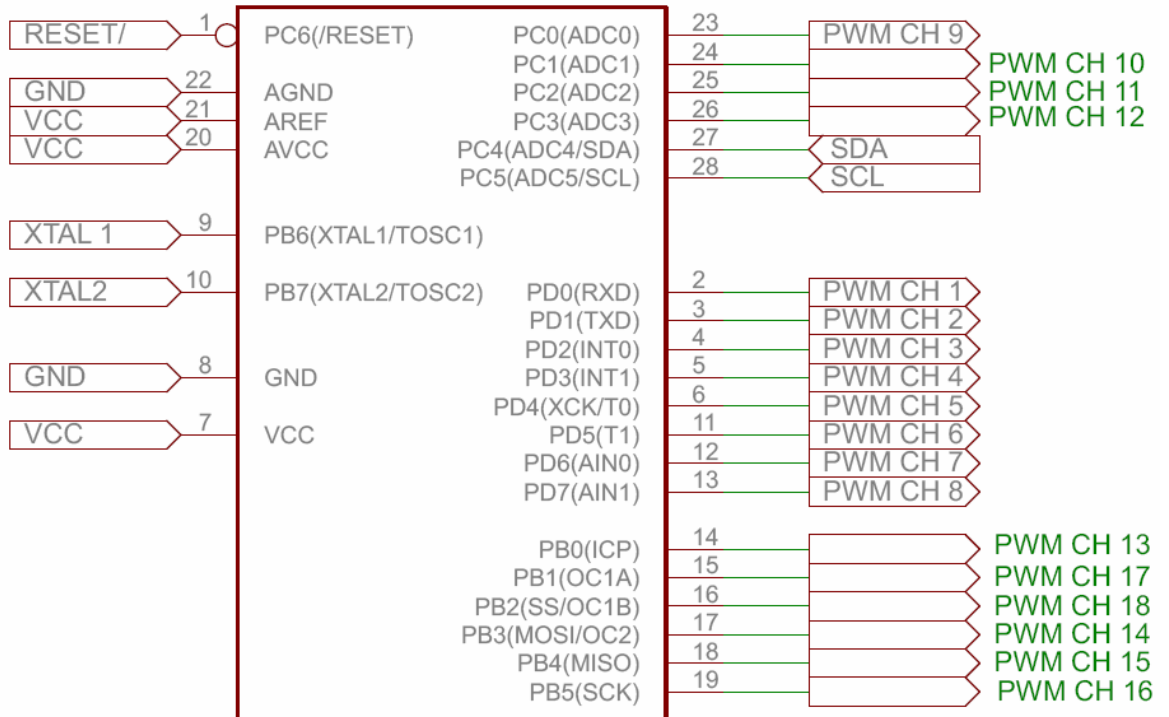 RESET/ 1 PC6(/RESET) PC0(ADC0) 23 PWM CH 9
PC1(ADC1) 24 PWM CH 10
GND 22 AGND PC2(ADC2) 25 PWM CH 11
VCC 21 AREF PC3(ADC3) 26 PWM CH 12
VCC 20 AVCC PC4(ADC4/SDA) 27 SDA
PC5(ADC5/SCL) 28 SCL
XTAL 1 9 PB6(XTAL1/TOSC1)
XTAL2 10 PB7(XTAL2/TOSC2) PD0(RXD) 2 PWM CH 1
PD1(TXD) 3 PWM CH 2
PD2(INT0) 4 PWM CH 3
GND 8 GND PD3(INT1) 5 PWM CH 4
PD4(XCK/T0) 6 PWM CH 5
VCC 7 VCC PD5(T1) 11 PWM CH 6
PD6(AIN0) 12 PWM CH 7
PD7(AIN1) 13 PWM CH 8
PB0(ICP) 14 PWM CH 13
PB1(OC1A) 15 PWM CH 17
PB2(SS/OC1B) 16 PWM CH 18
PB3(MOSI/OC2) 17 PWM CH 14
PB4(MISO) 18 PWM CH 15
PB5(SCK) 19 PWM CH 16